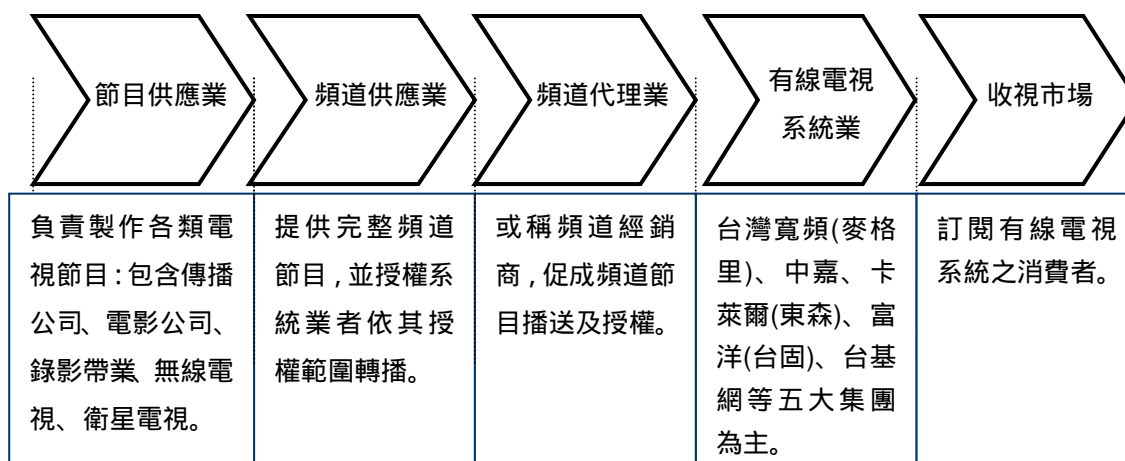 節目供應業
頻道供應業
頻道代理業
有線電視
系統業
收視市場
負責製作各類電
視節目:包含傳播
公司、電影公司、
錄影帶業、無線電
視、衛星電視。
提供完整頻道
節目,並授權系
統業者依其授
權範圍轉播。
或稱頻道經銷
商,促成頻道節
目播送及授權。
台灣寬頻(麥格
里)、中嘉、卡
萊爾(東森)、富
洋(台固)、台基
網等五大集團
為主。
訂閱有線電視
系統之消費者。